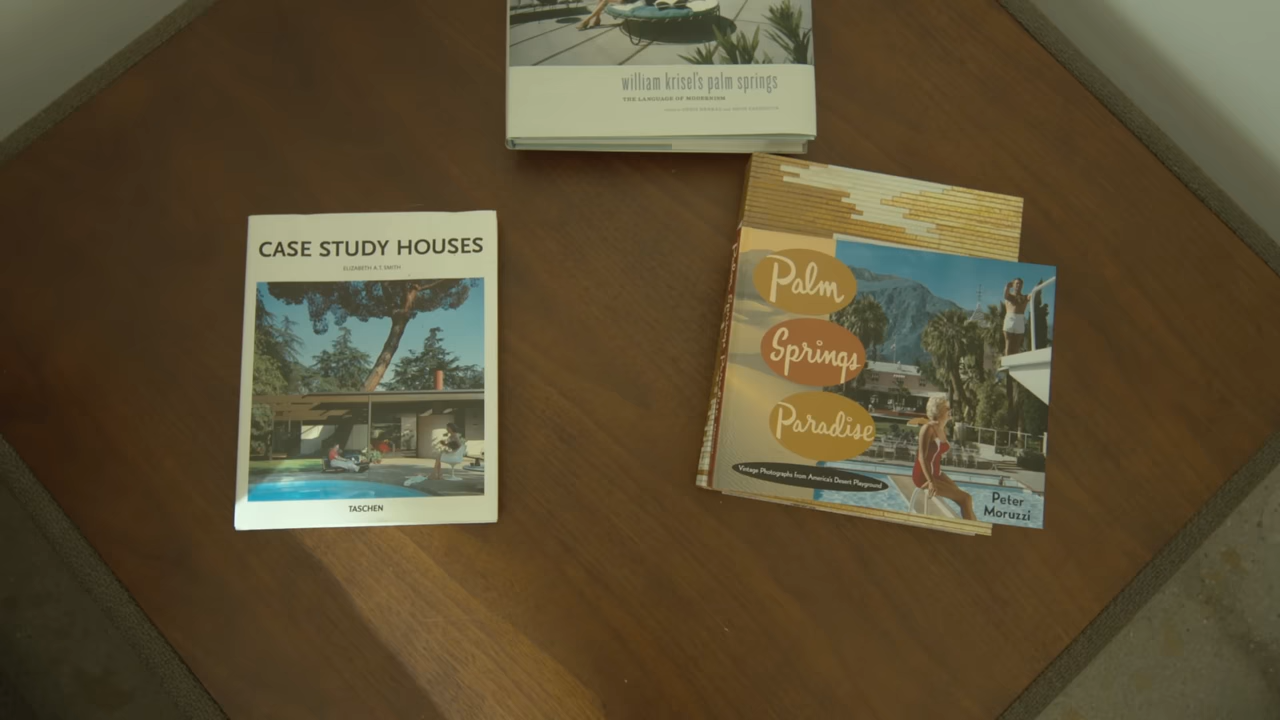 william krisel's palm springs
THE LANGUAGE OF MODERNISM
CASE STUDY HOUSES
ELIZABETH A.T. SMITH
TASCHEN
Palm
Springs
Paradise
Vintage Photographs from America's Desert Playground
Peter
Moruzzi